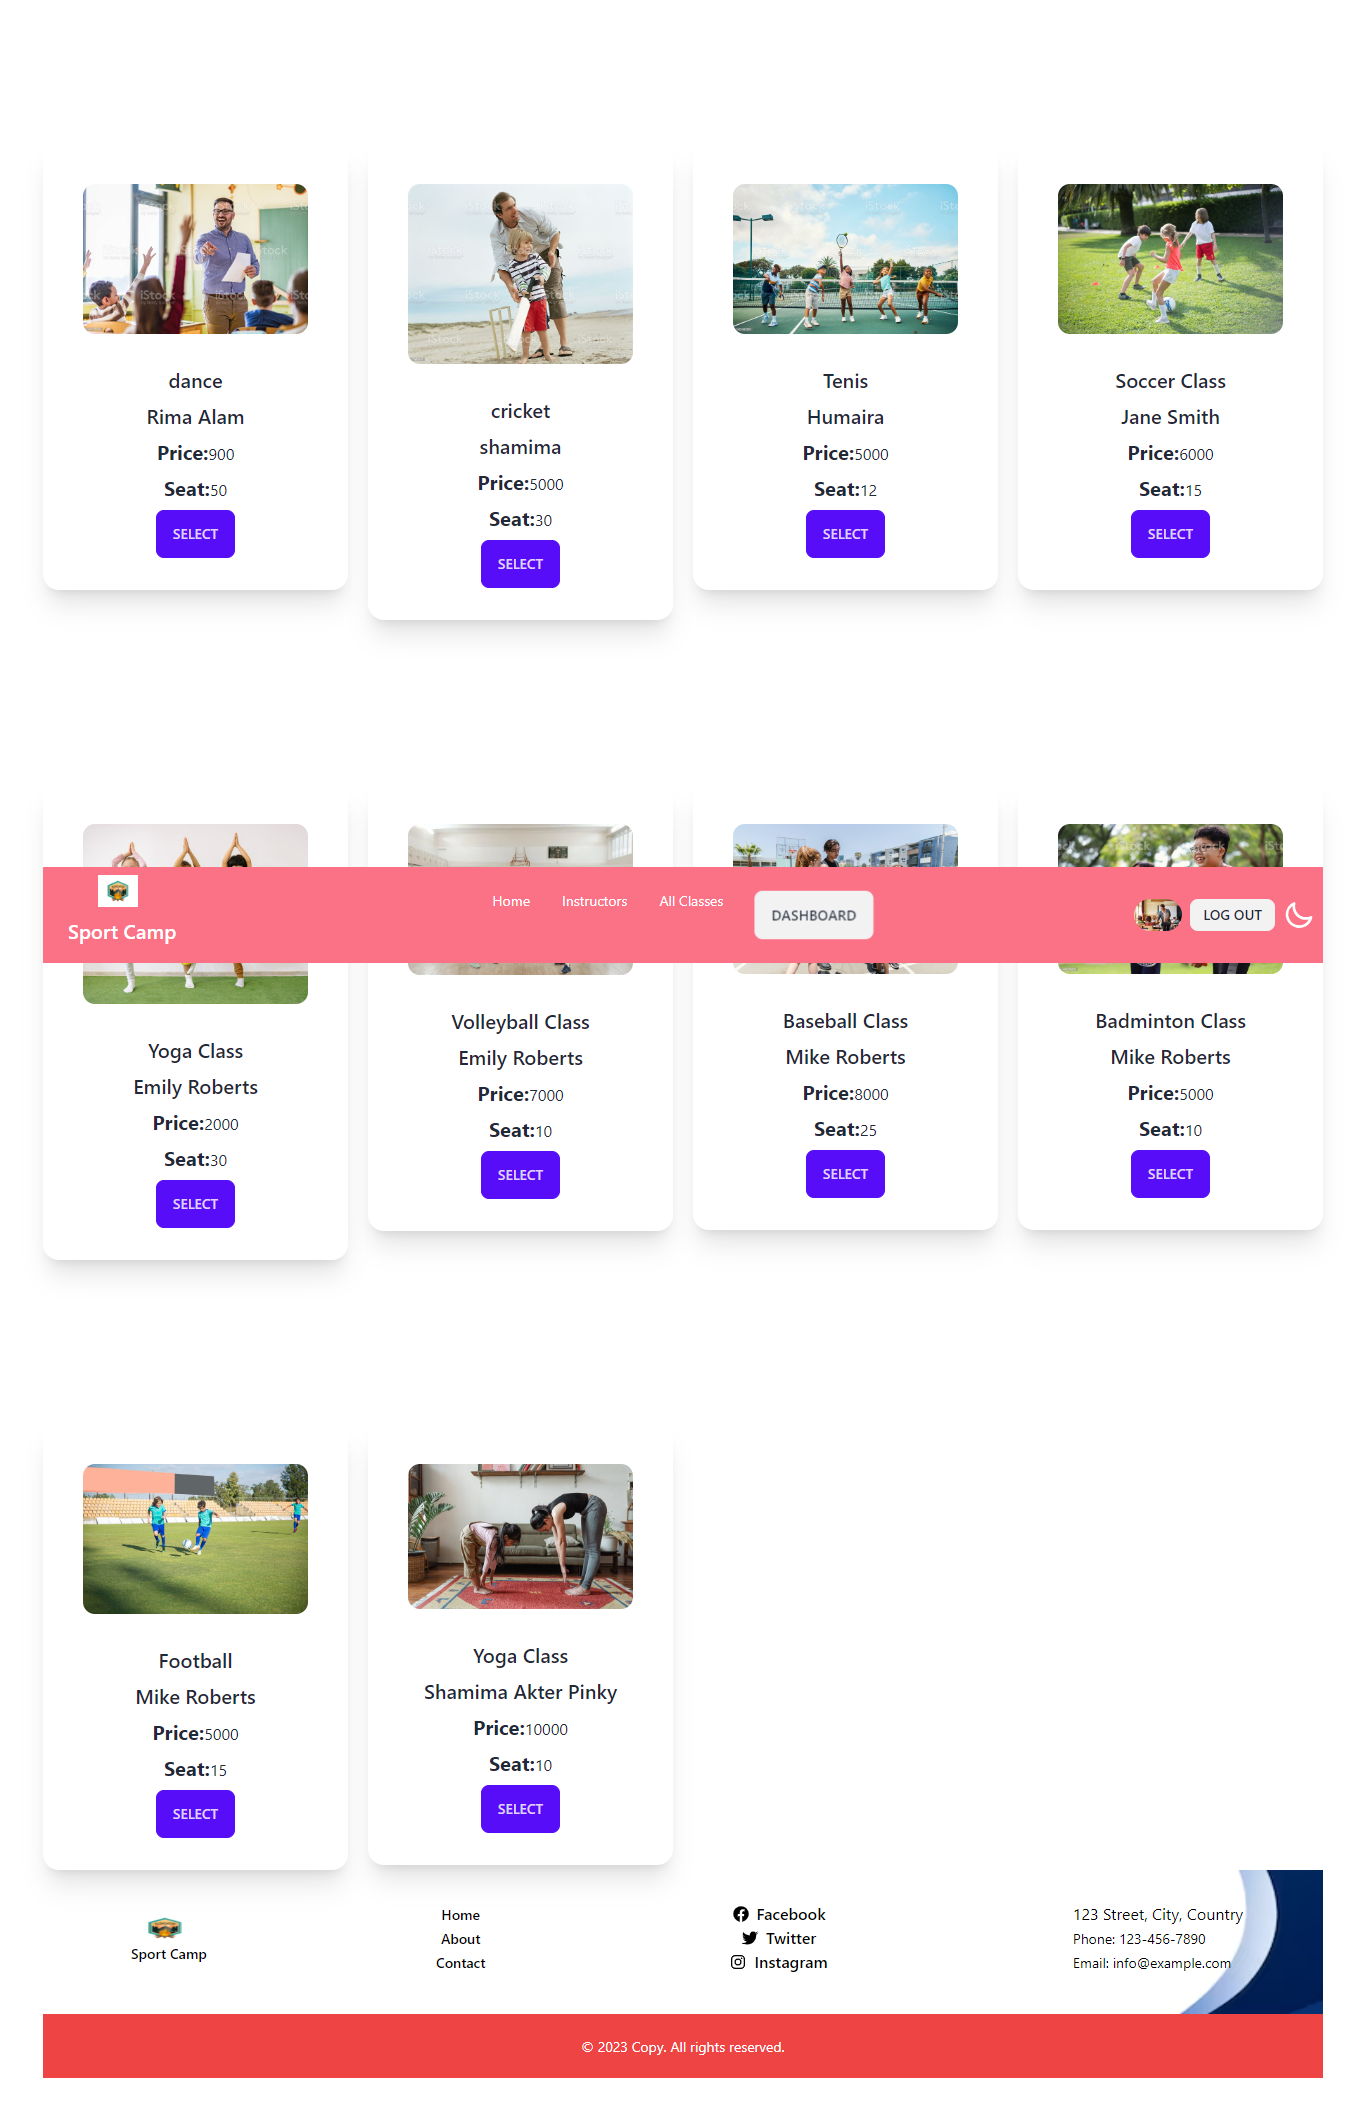 dance
Rima Alam
Price:900
Seat:50
SELECT
cricket
shamima
Price:5000
Seat:30
SELECT
Tenis
Humaira
Price:5000
Seat:12
SELECT
Soccer Class
Jane Smith
Price:6000
Seat:15
SELECT
Sport Camp
Home
Instructors
All Classes
DASHBOARD
LOG OUT
Yoga Class
Emily Roberts
Price:2000
Seat:30
SELECT
Volleyball Class
Emily Roberts
Price:7000
Seat:10
SELECT
Baseball Class
Mike Roberts
Price:8000
Seat:25
SELECT
Badminton Class
Mike Roberts
Price:5000
Seat:10
SELECT
Football
Mike Roberts
Price:5000
Seat:15
SELECT
Yoga Class
Shamima Akter Pinky
Price:10000
Seat:10
SELECT
Sport Camp
Home
About
Contact
Facebook
Twitter
Instagram
123 Street, City, Country
Phone: 123-456-7890
Email: info@example.com
© 2023 Copy. All rights reserved.